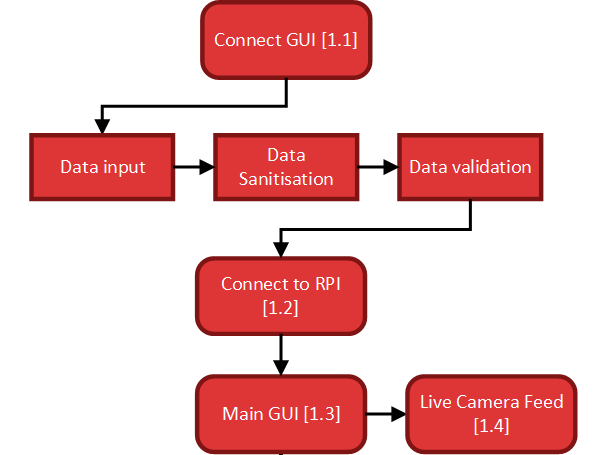 Connect GUI [1.1]
Data input
Data
Sanitisation
Data validation
Connect to RPI
[1.2]
Main GUI [1.3]
Live Camera Feed
[1.4]